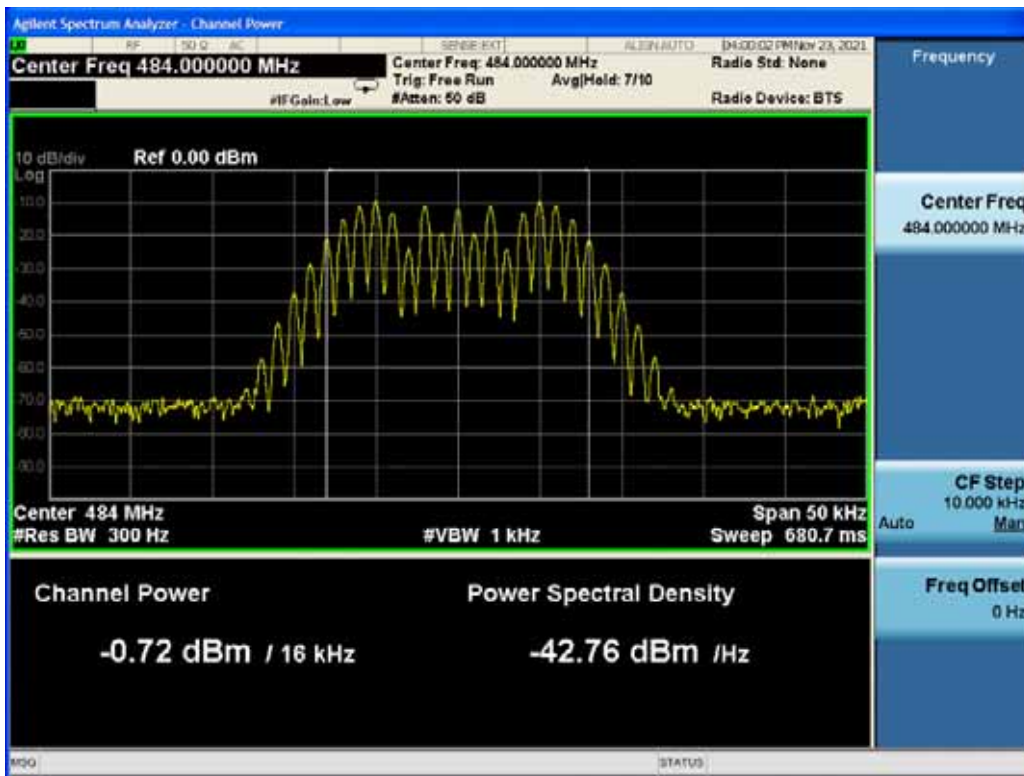 Agilent Spectrum Analyzer - Channel Power
RF 50 Ω AC SENSE:EXT ALIGN AUTO 04:00:02 PM Nov 23, 2021
Center Freq 484.000000 MHz
Center Freq: 484.000000 MHz
Radio Std: None
Trig: Free Run Avg|Hold: 7/10
#IFGain:Low #Atten: 50 dB Radio Device: BTS
10 dB/div Ref 0.00 dBm
Log
-10.0
-20.0
-30.0
-40.0
-50.0
-60.0
-70.0
-80.0
-90.0
Center 484 MHz Span 50 kHz
#Res BW 300 Hz #VBW 1 kHz Sweep 680.7 ms
Channel Power Power Spectral Density
-0.72 dBm / 16 kHz -42.76 dBm /Hz
MSG STATUS
Frequency
Center Freq
484.000000 MHz
CF Step
10.000 kHz
Auto Man
Freq Offset
0 Hz